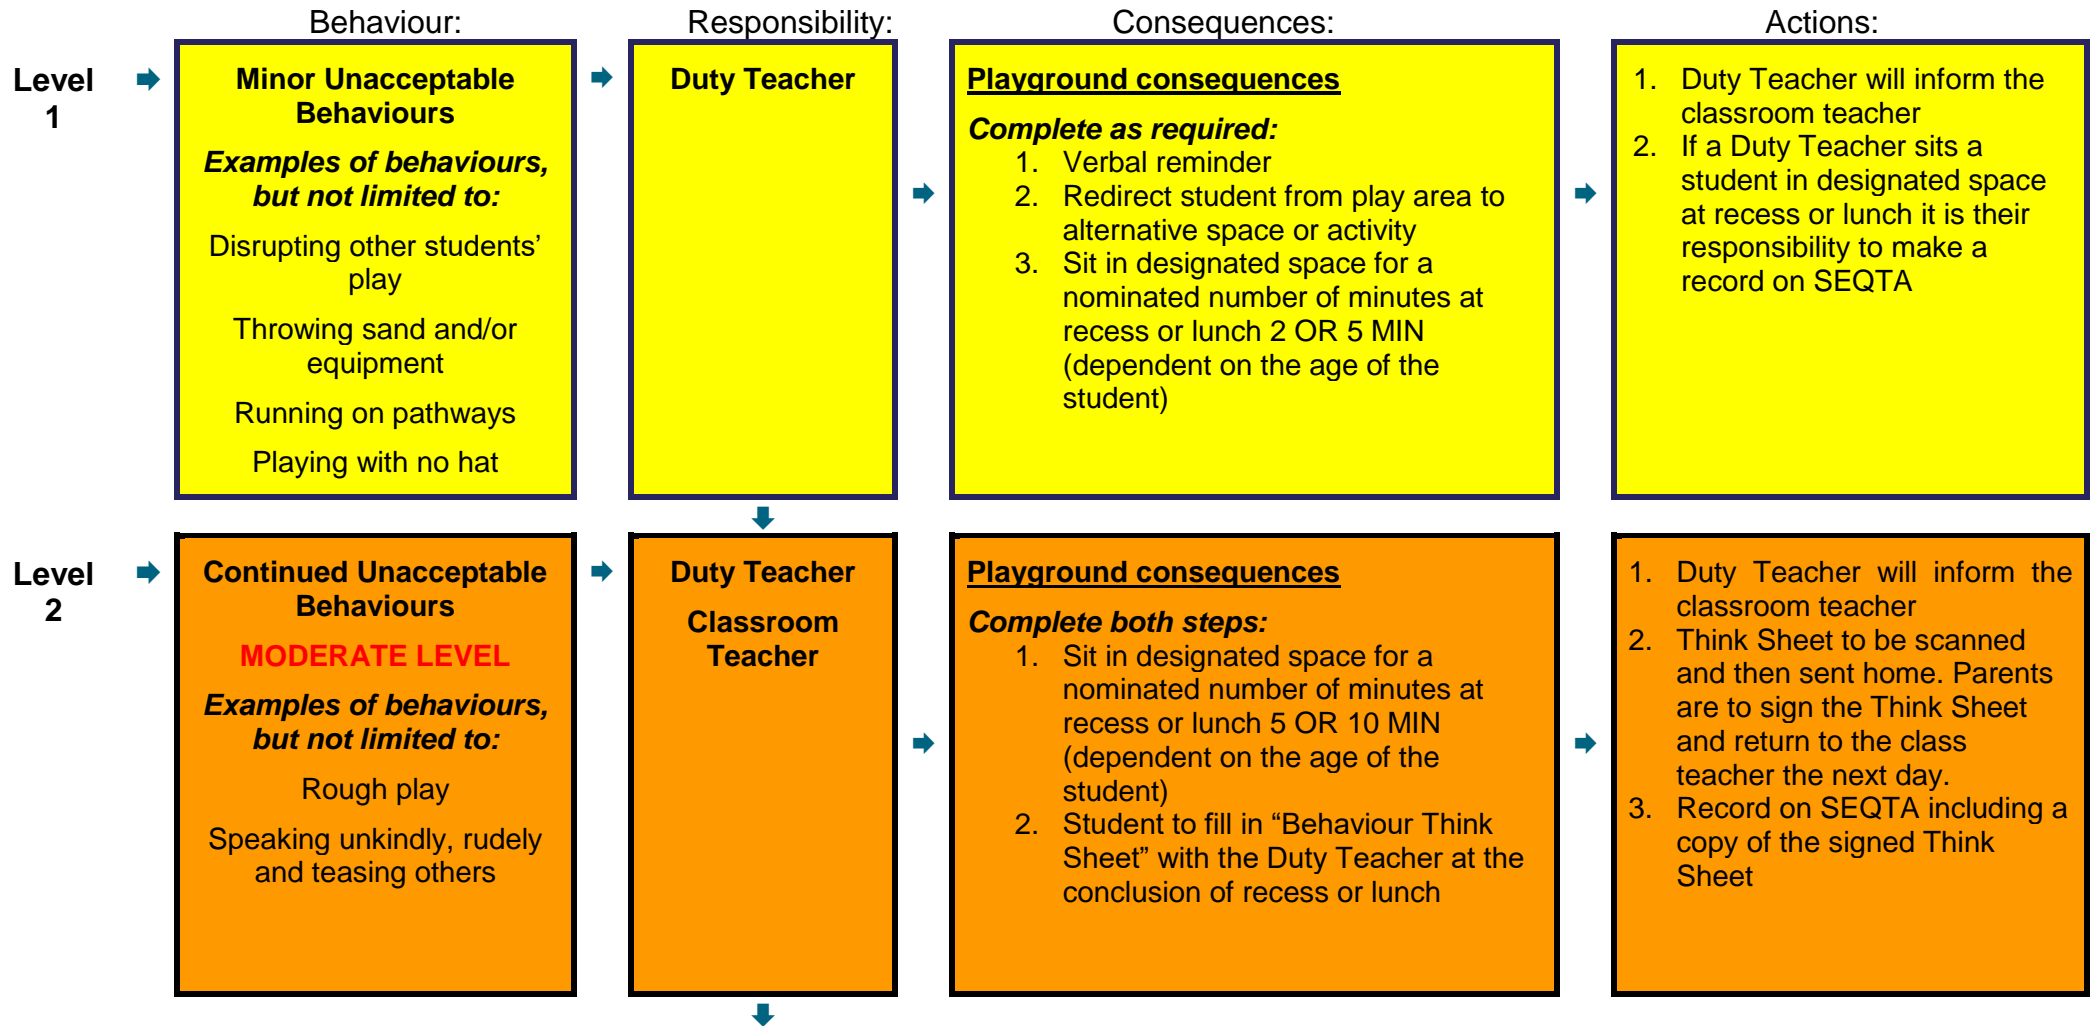 Behaviour:
Responsibility:
Consequences:
Actions:
Level
1
Minor Unacceptable
Behaviours
Examples of behaviours,
but not limited to:
Disrupting other students’
play
Throwing sand and/or
equipment
Running on pathways
Playing with no hat
Duty Teacher
Playground consequences
Complete as required:
1. Verbal reminder
2. Redirect student from play area to
alternative space or activity
3. Sit in designated space for a
nominated number of minutes at
recess or lunch 2 OR 5 MIN
(dependent on the age of the
student)
1. Duty Teacher will inform the
classroom teacher
2. If a Duty Teacher sits a
student in designated space
at recess or lunch it is their
responsibility to make a
record on SEQTA
Level
2
Continued Unacceptable
Behaviours
MODERATE LEVEL
Examples of behaviours,
but not limited to:
Rough play
Speaking unkindly, rudely
and teasing others
Duty Teacher
Classroom
Teacher
Playground consequences
Complete both steps:
1. Sit in designated space for a
nominated number of minutes at
recess or lunch 5 OR 10 MIN
(dependent on the age of the
student)
2. Student to fill in “Behaviour Think
Sheet” with the Duty Teacher at the
conclusion of recess or lunch
1. Duty Teacher will inform the
classroom teacher
2. Think Sheet to be scanned
and then sent home. Parents
are to sign the Think Sheet
and return to the class
teacher the next day.
3. Record on SEQTA including a
copy of the signed Think
Sheet